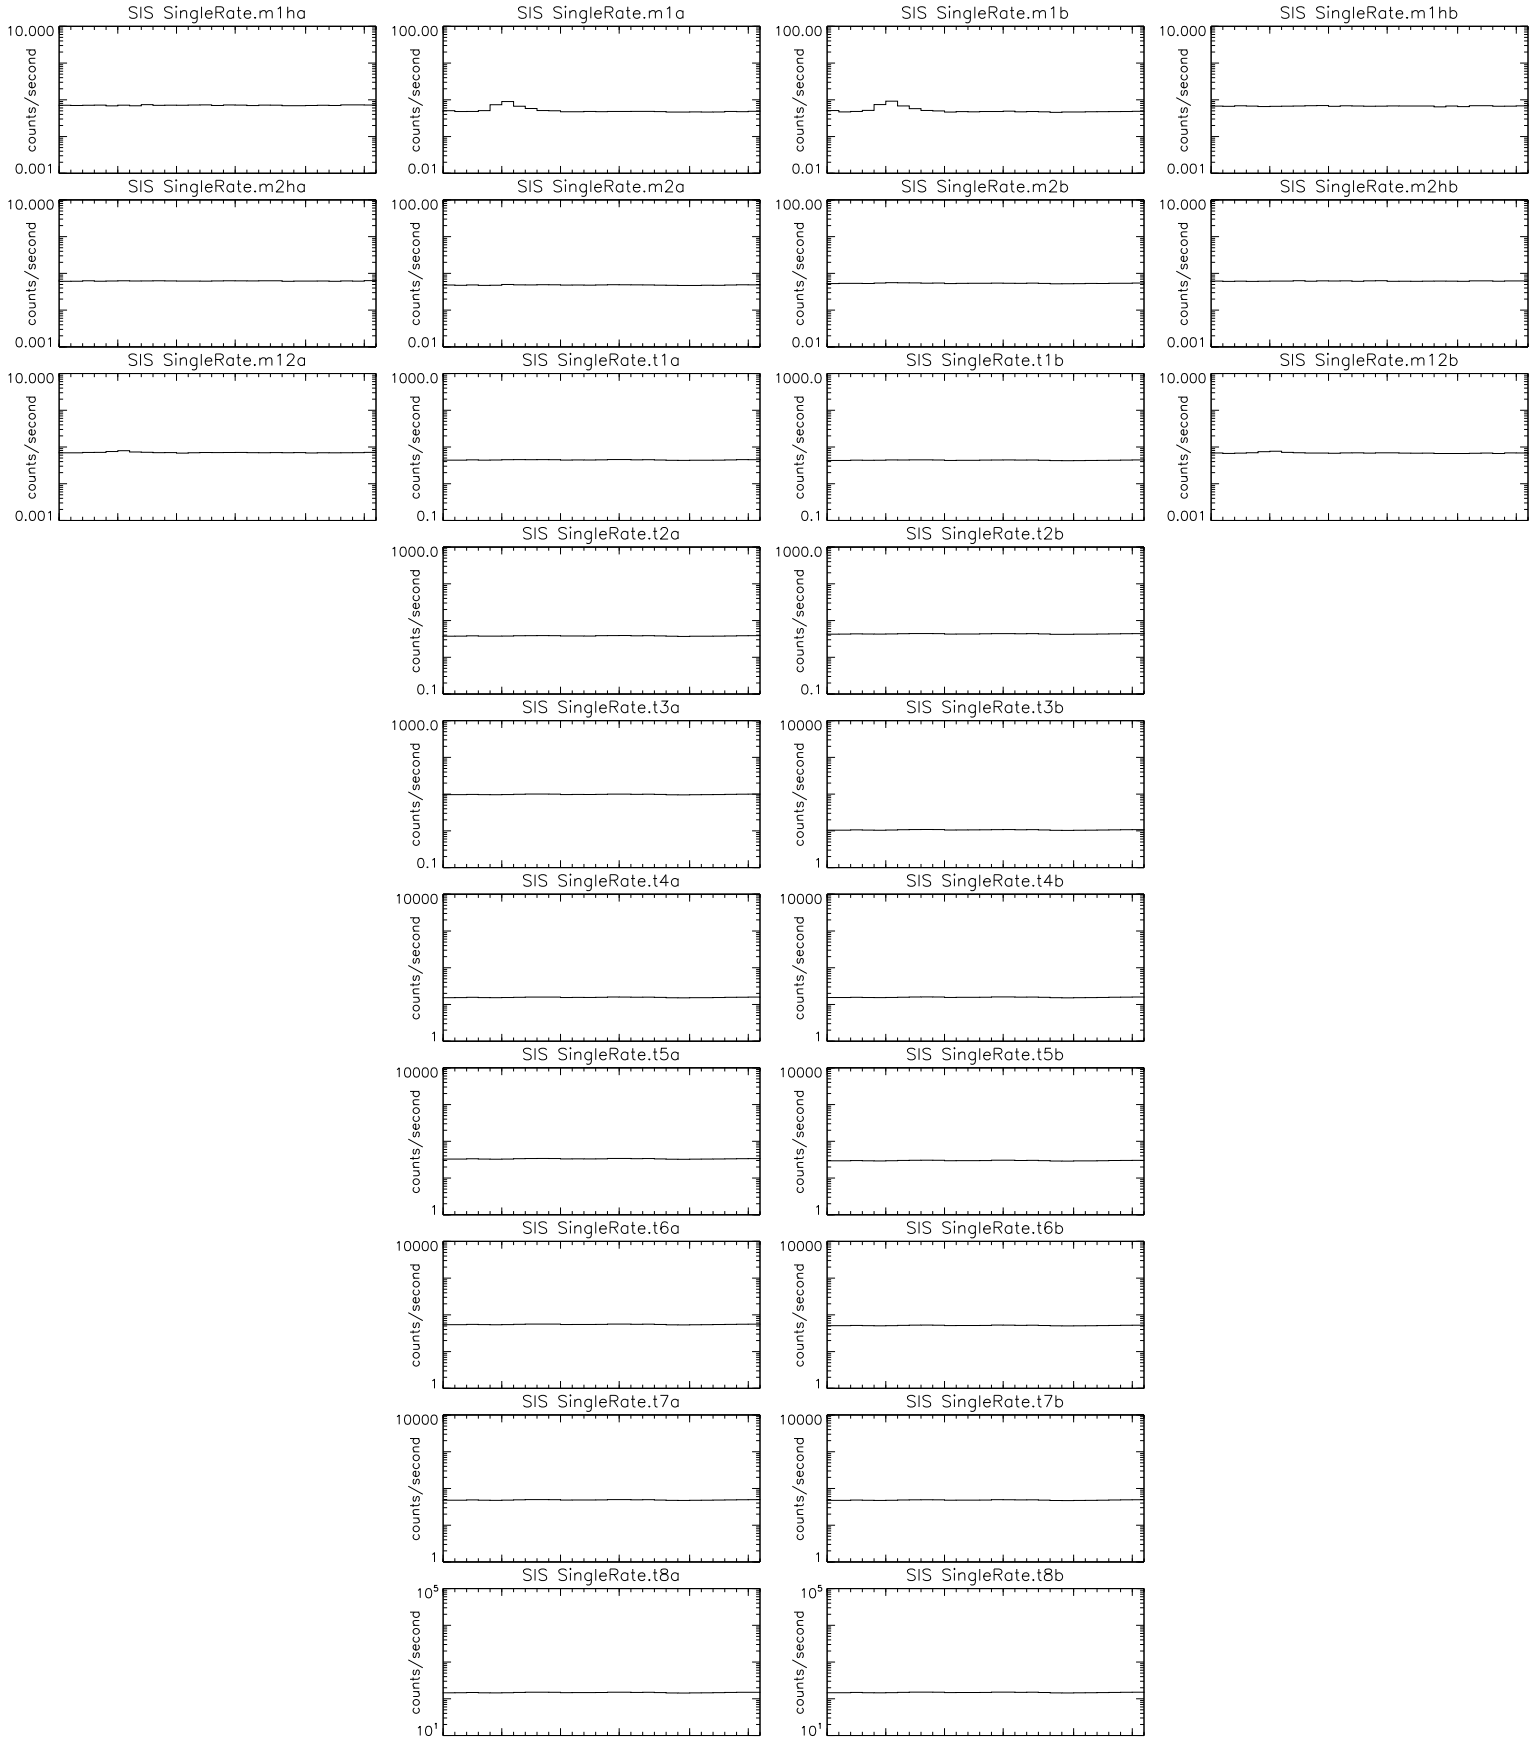 SIS SingleRate.m1ha
SIS SingleRate.m1a
SIS SingleRate.m1b
SIS SingleRate.m1hb
10.000
counts/second
0.001
100.00
counts/second
0.01
100.00
counts/second
0.01
10.000
counts/second
0.001
SIS SingleRate.m2ha
SIS SingleRate.m2a
SIS SingleRate.m2b
SIS SingleRate.m2hb
10.000
counts/second
0.001
100.00
counts/second
0.01
100.00
counts/second
0.01
10.000
counts/second
0.001
SIS SingleRate.m12a
SIS SingleRate.t1a
SIS SingleRate.t1b
SIS SingleRate.m12b
10.000
counts/second
0.001
1000.0
counts/second
0.1
1000.0
counts/second
0.1
10.000
counts/second
0.001
SIS SingleRate.t2a
SIS SingleRate.t2b
1000.0
counts/second
0.1
1000.0
counts/second
0.1
SIS SingleRate.t3a
SIS SingleRate.t3b
1000.0
counts/second
0.1
10000
counts/second
1
SIS SingleRate.t4a
SIS SingleRate.t4b
10000
counts/second
1
10000
counts/second
1
SIS SingleRate.t5a
SIS SingleRate.t5b
10000
counts/second
1
10000
counts/second
1
SIS SingleRate.t6a
SIS SingleRate.t6b
10000
counts/second
1
10000
counts/second
1
SIS SingleRate.t7a
SIS SingleRate.t7b
10000
counts/second
1
10000
counts/second
1
SIS SingleRate.t8a
SIS SingleRate.t8b
10⁵
counts/second
10¹
10⁵
counts/second
10¹